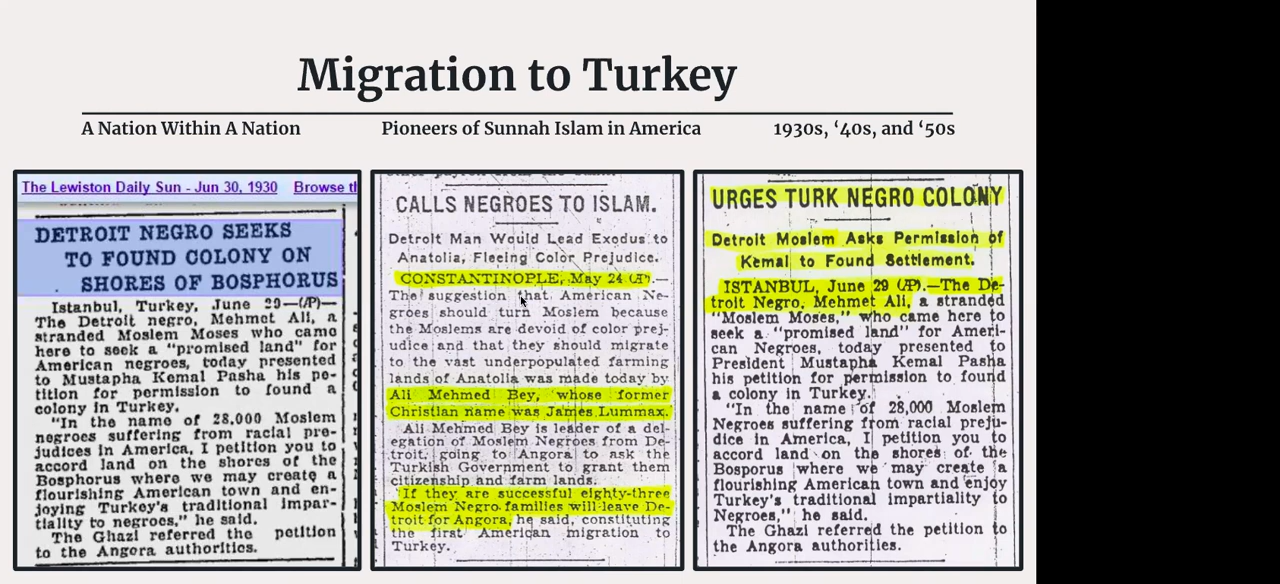 Migration to Turkey
A Nation Within A Nation
Pioneers of Sunnah Islam in America
1930s, ‘40s, and ‘50s
The Lewiston Daily Sun - Jun 30, 1930 Browse th
DETROIT NEGRO SEEKS
TO FOUND COLONY ON
SHORES OF BOSPHORUS
Istanbul, Turkey, June 29—(AP)—
The Detroit negro, Mehmet Ali, a
stranded Moslem Moses who came
here to seek a "promised land" for
American negroes, today presented
to Mustapha Kemal Pasha his pe-
tition for permission to found a
colony in Turkey.
"In the name of 28,000 Moslem
negroes suffering from racial pre-
judices in America, I petition you to
accord land on the shores of the
Bosphorus where we may create a
flourishing American town and en-
joying Turkey's traditional impar-
tiality to negroes," he said.
The Ghazi referred the petition
to the Angora authorities.
CALLS NEGROES TO ISLAM.
Detroit Man Would Lead Exodus to
Anatolia, Fleeing Color Prejudice.
CONSTANTINOPLE, May 24 (AP).—
The suggestion that American Ne-
groes should turn Moslem because
the Moslems are devoid of color prej-
udice and that they should migrate
to the vast underpopulated farming
lands of Anatolia was made today by
Ali Mehmed Bey, whose former
Christian name was James Lummax.
Ali Mehmed Bey is leader of a del-
egation of Moslem Negroes from De-
troit, going to Angora to ask the
Turkish Government to grant them
citizenship and farm lands.
If they are successful eighty-three
Moslem Negro families will leave De-
troit for Angora, he said, constituting
the first American migration to
Turkey.
URGES TURK NEGRO COLONY
Detroit Moslem Asks Permission of
Kemal to Found Settlement.
ISTANBUL, June 29 (AP).—The De-
troit Negro, Mehmet Ali, a stranded
"Moslem Moses," who came here to
seek a "promised land" for Ameri-
can Negroes, today presented to
President Mustapha Kemal Pasha
his petition for permission to found
a colony in Turkey.
"In the name of 28,000 Moslem
Negroes suffering from racial preju-
dice in America, I petition you to
accord land on the shores of the
Bosporus where we may create a
flourishing American town and enjoy
Turkey's traditional impartiality to
Negroes," he said.
The Ghazi referred the petition to
the Angora authorities.